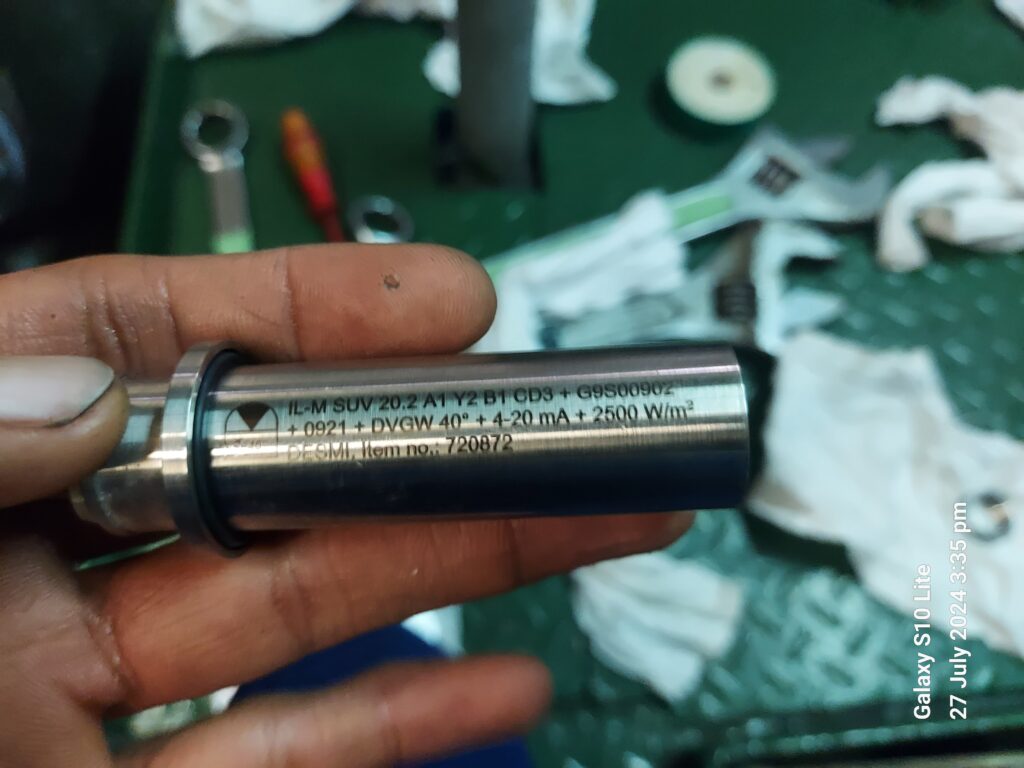 IL-M SUV 20.2 A1 Y2 B1 CD3 + G9S00902
+ 0921 + DVGW 40° + 4-20 mA + 2500 W/m²
DESMI, Item no.: 720872
Galaxy S10 Lite
27 July 2024 3:35 pm